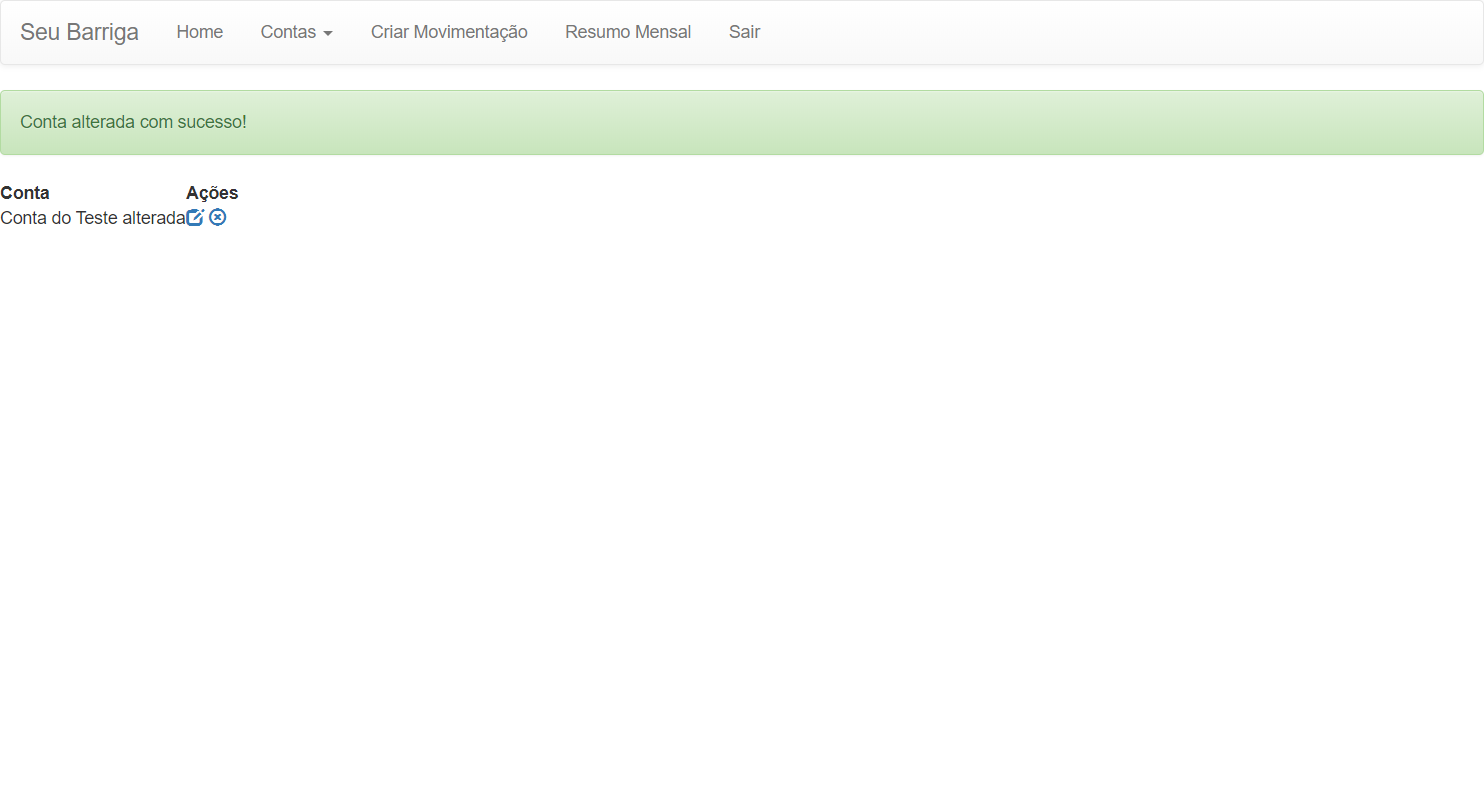 Seu Barriga Home Contas Criar Movimentação Resumo Mensal Sair
Conta alterada com sucesso!
Conta Ações
Conta do Teste alterada